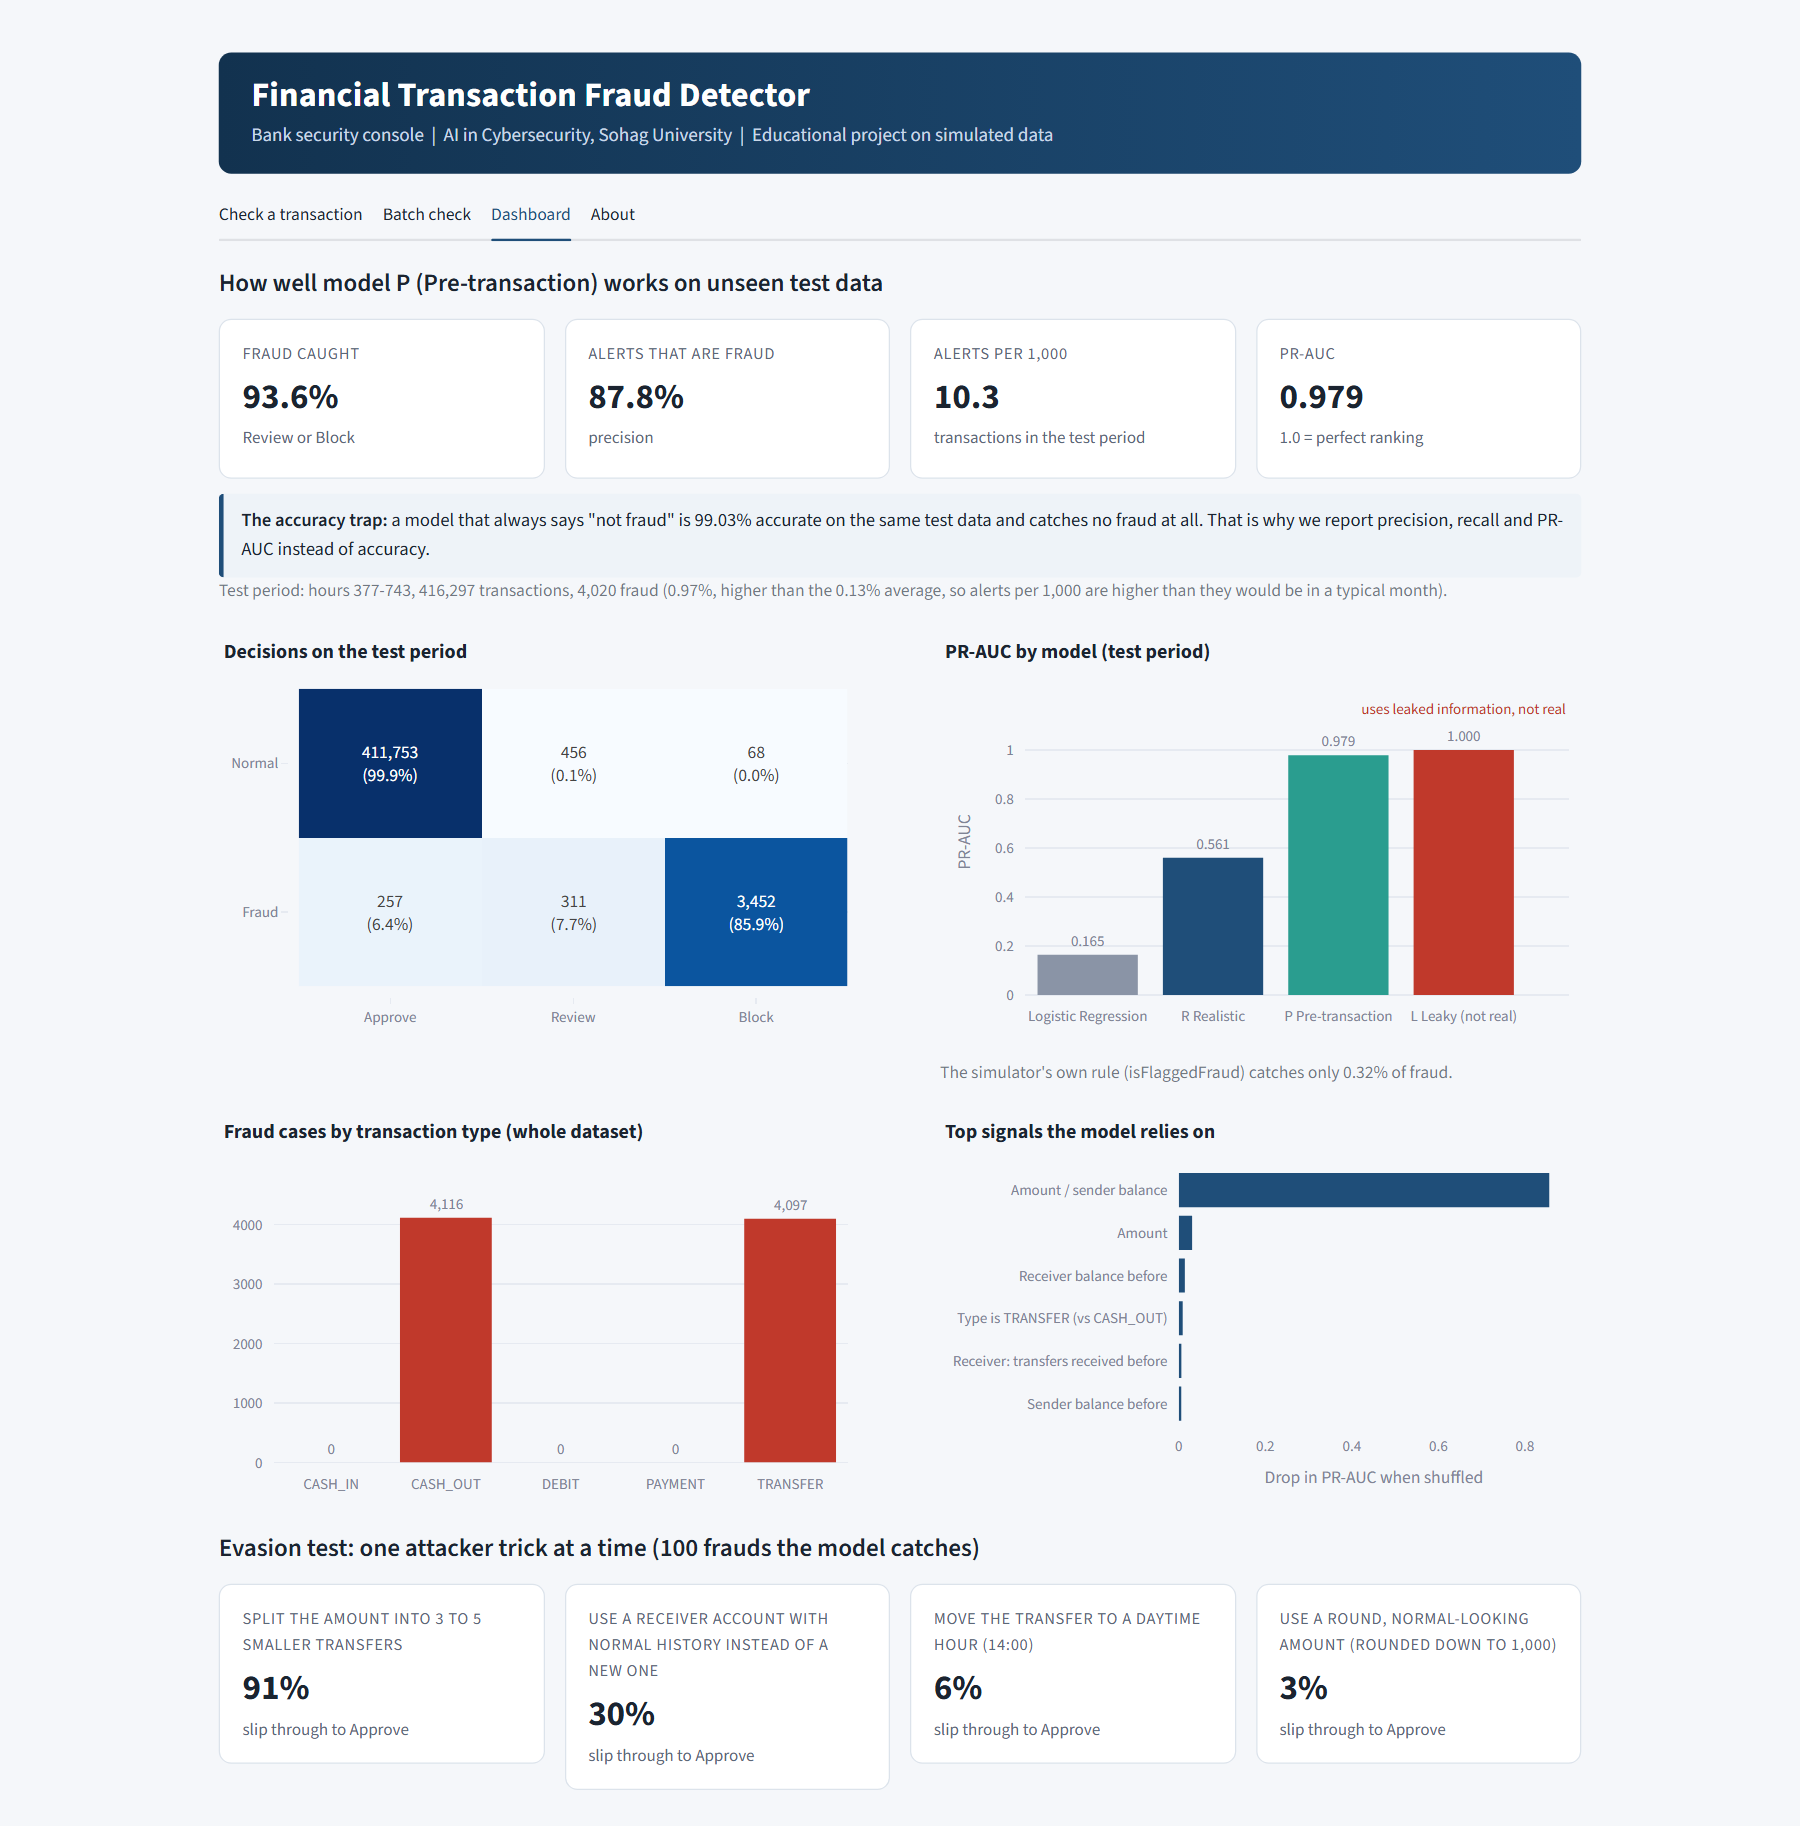 Financial Transaction Fraud Detector
Bank security console | AI in Cybersecurity, Sohag University | Educational project on simulated data
Check a transaction
Batch check
Dashboard
About
How well model P (Pre-transaction) works on unseen test data
FRAUD CAUGHT
93.6%
Review or Block
ALERTS THAT ARE FRAUD
87.8%
precision
ALERTS PER 1,000
10.3
transactions in the test period
PR-AUC
0.979
1.0 = perfect ranking
The accuracy trap: a model that always says "not fraud" is 99.03% accurate on the same test data and catches no fraud at all. That is why we report precision, recall and PR-
AUC instead of accuracy.
Test period: hours 377-743, 416,297 transactions, 4,020 fraud (0.97%, higher than the 0.13% average, so alerts per 1,000 are higher than they would be in a typical month).
Decisions on the test period
Normal
411,753
(99.9%)
456
(0.1%)
68
(0.0%)
Fraud
257
(6.4%)
311
(7.7%)
3,452
(85.9%)
Approve
Review
Block
PR-AUC by model (test period)
uses leaked information, not real
PR-AUC
1
0.8
0.6
0.4
0.2
0
0.165
0.561
0.979
1.000
Logistic Regression
R Realistic
P Pre-transaction
L Leaky (not real)
The simulator's own rule (isFlaggedFraud) catches only 0.32% of fraud.
Fraud cases by transaction type (whole dataset)
4000
3000
2000
1000
0
0
4,116
0
0
4,097
CASH_IN
CASH_OUT
DEBIT
PAYMENT
TRANSFER
Top signals the model relies on
Amount / sender balance
Amount
Receiver balance before
Type is TRANSFER (vs CASH_OUT)
Receiver: transfers received before
Sender balance before
0
0.2
0.4
0.6
0.8
Drop in PR-AUC when shuffled
Evasion test: one attacker trick at a time (100 frauds the model catches)
SPLIT THE AMOUNT INTO 3 TO 5
SMALLER TRANSFERS
91%
slip through to Approve
USE A RECEIVER ACCOUNT WITH
NORMAL HISTORY INSTEAD OF A
NEW ONE
30%
slip through to Approve
MOVE THE TRANSFER TO A DAYTIME
HOUR (14:00)
6%
slip through to Approve
USE A ROUND, NORMAL-LOOKING
AMOUNT (ROUNDED DOWN TO 1,000)
3%
slip through to Approve